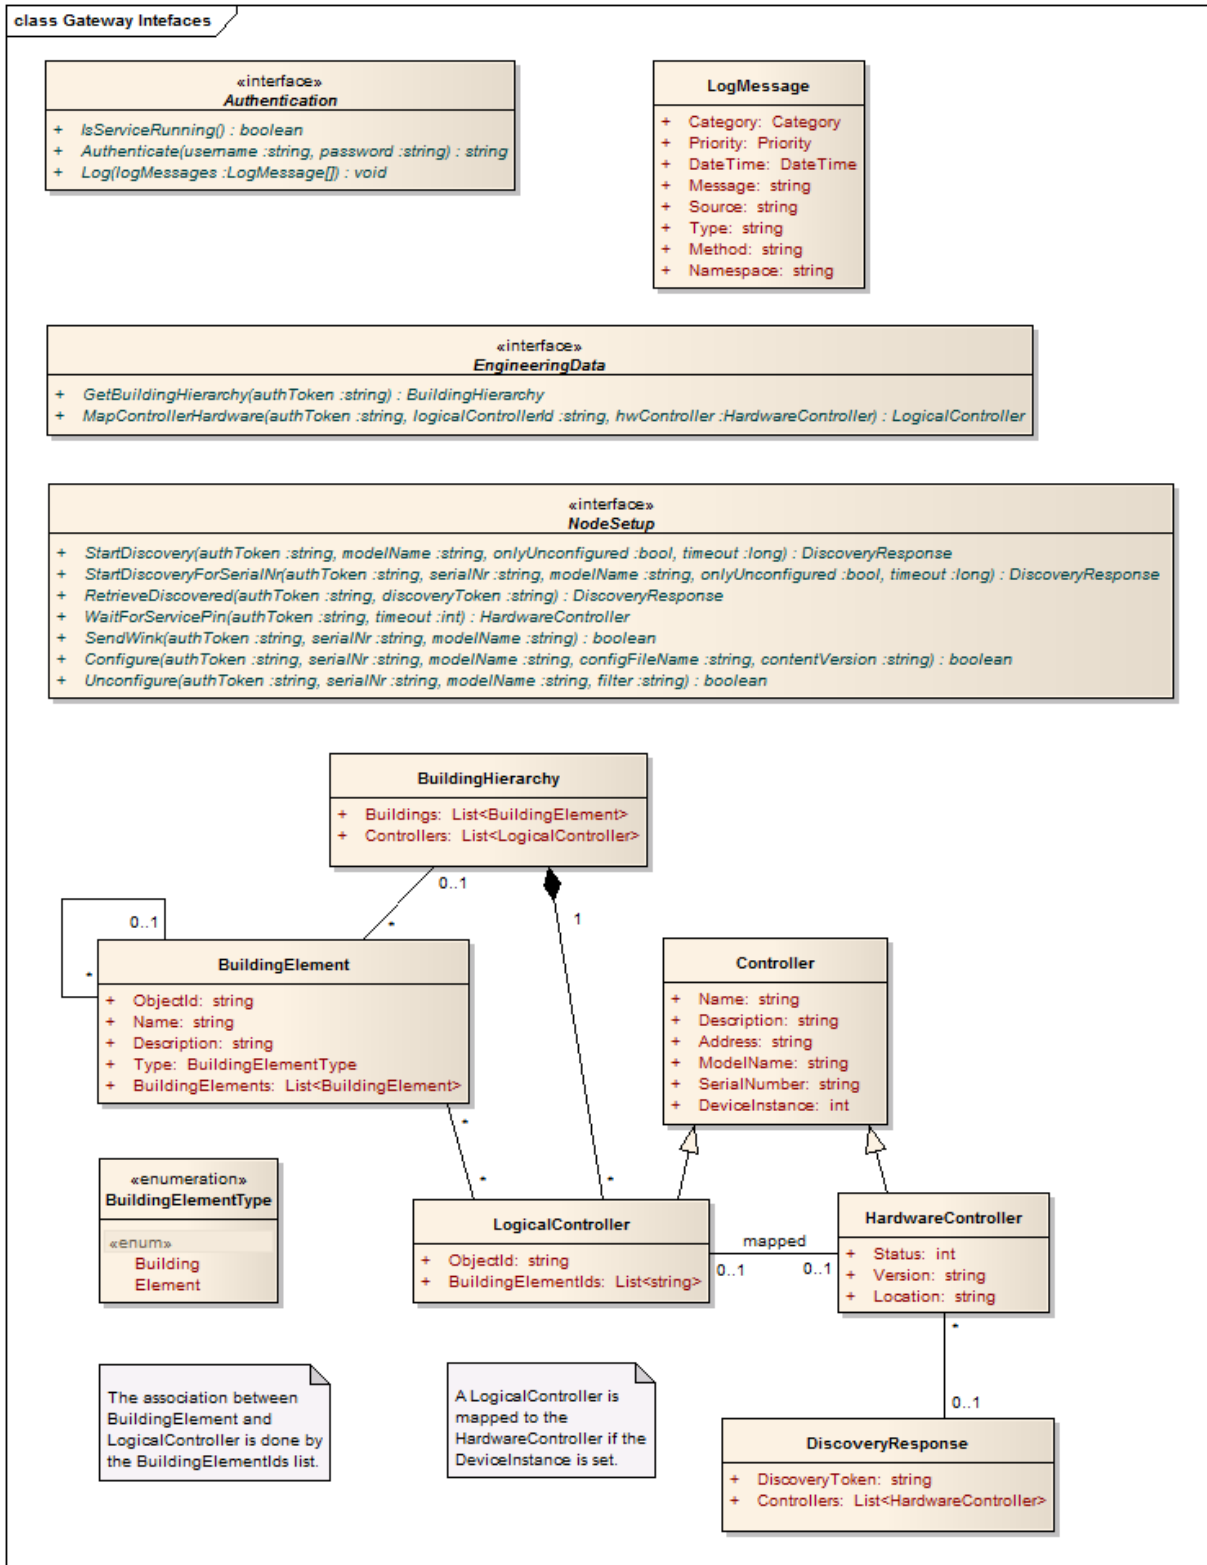 class Gateway Intefaces
«interface»
Authentication
+ IsServiceRunning() : boolean
+ Authenticate(username :string, password :string) : string
+ Log(logMessages :LogMessage[]) : void
LogMessage
+ Category: Category
+ Priority: Priority
+ DateTime: DateTime
+ Message: string
+ Source: string
+ Type: string
+ Method: string
+ Namespace: string
«interface»
EngineeringData
+ GetBuildingHierarchy(authToken :string) : BuildingHierarchy
+ MapControllerHardware(authToken :string, logicalControllerId :string, hwController :HardwareController) : LogicalController
«interface»
NodeSetup
+ StartDiscovery(authToken :string, modelName :string, onlyUnconfigured :bool, timeout :long) : DiscoveryResponse
+ StartDiscoveryForSerialNr(authToken :string, serialNr :string, modelName :string, onlyUnconfigured :bool, timeout :long) : DiscoveryResponse
+ RetrieveDiscovered(authToken :string, discoveryToken :string) : DiscoveryResponse
+ WaitForServicePin(authToken :string, timeout :int) : HardwareController
+ SendWink(authToken :string, serialNr :string, modelName :string) : boolean
+ Configure(authToken :string, serialNr :string, modelName :string, configFileName :string, contentVersion :string) : boolean
+ Unconfigure(authToken :string, serialNr :string, modelName :string, filter :string) : boolean
BuildingHierarchy
+ Buildings: List<BuildingElement>
+ Controllers: List<LogicalController>
0..1
1
*
0..1
*
BuildingElement
+ ObjectId: string
+ Name: string
+ Description: string
+ Type: BuildingElementType
+ BuildingElements: List<BuildingElement>
Controller
+ Name: string
+ Description: string
+ Address: string
+ ModelName: string
+ SerialNumber: string
+ DeviceInstance: int
*
*
*
«enumeration»
BuildingElementType
«enum»
Building
Element
LogicalController
+ ObjectId: string
+ BuildingElementIds: List<string>
mapped
0..1
0..1
HardwareController
+ Status: int
+ Version: string
+ Location: string
*
0..1
The association between
BuildingElement and
LogicalController is done by
the BuildingElementIds list.
A LogicalController is
mapped to the
HardwareController if the
DeviceInstance is set.
DiscoveryResponse
+ DiscoveryToken: string
+ Controllers: List<HardwareController>